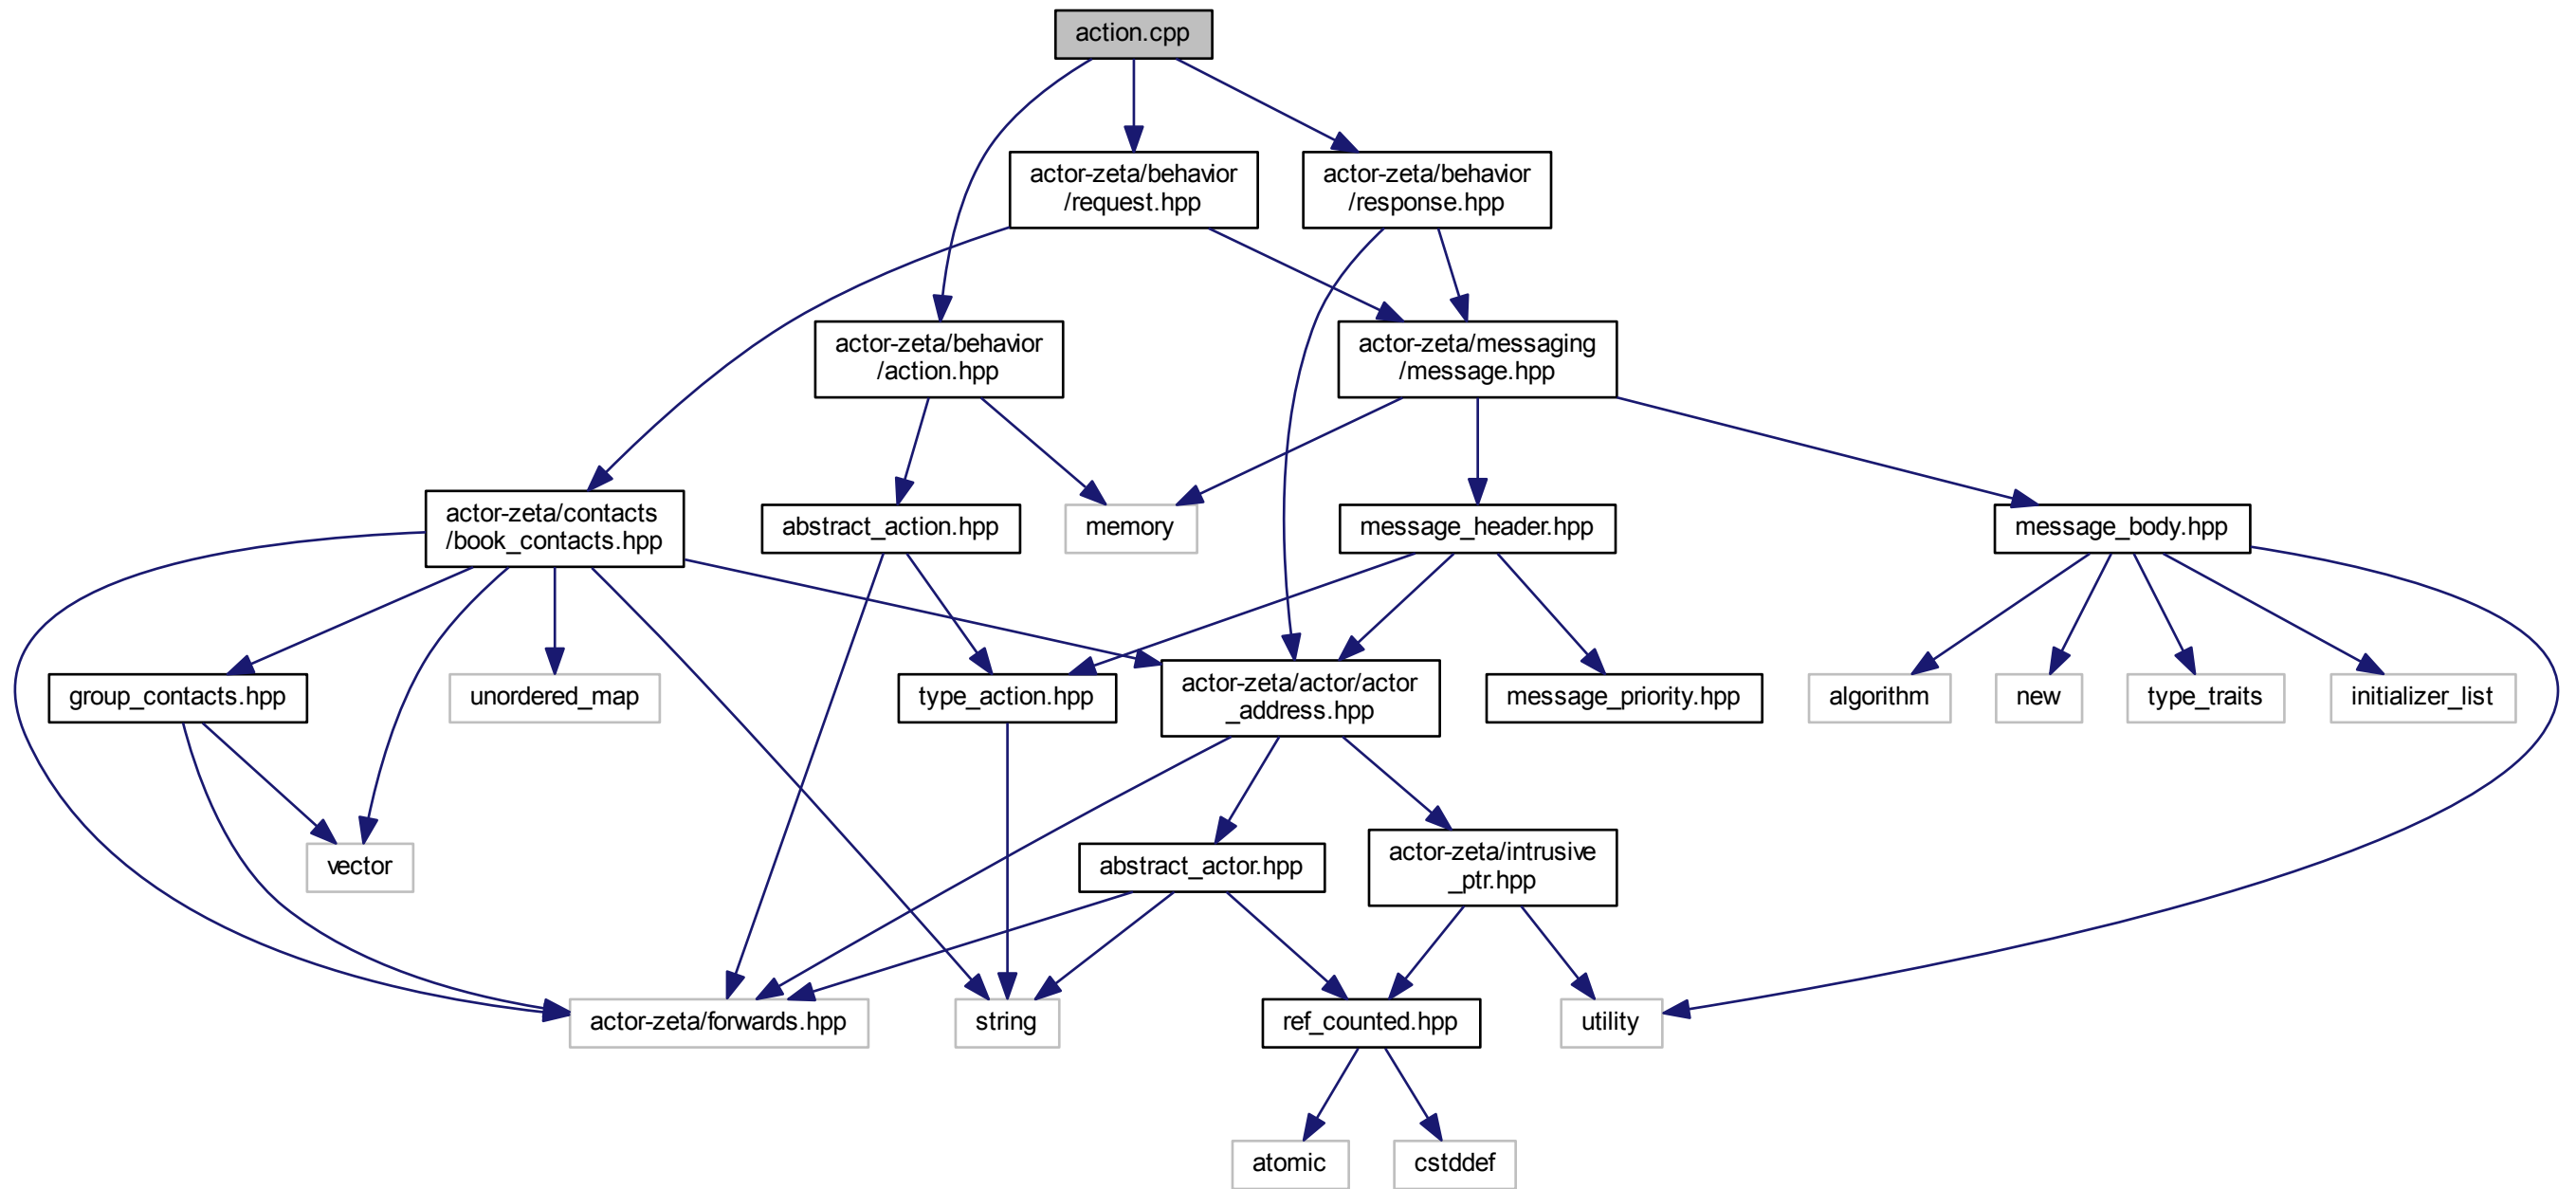 action.cpp
actor-zeta/behavior
/request.hpp
actor-zeta/behavior
/response.hpp
actor-zeta/behavior
/action.hpp
actor-zeta/messaging
/message.hpp
actor-zeta/contacts
/book_contacts.hpp
abstract_action.hpp
memory
message_header.hpp
message_body.hpp
group_contacts.hpp
unordered_map
type_action.hpp
actor-zeta/actor/actor
_address.hpp
message_priority.hpp
algorithm
new
type_traits
initializer_list
vector
abstract_actor.hpp
actor-zeta/intrusive
_ptr.hpp
actor-zeta/forwards.hpp
string
ref_counted.hpp
utility
atomic
cstddef